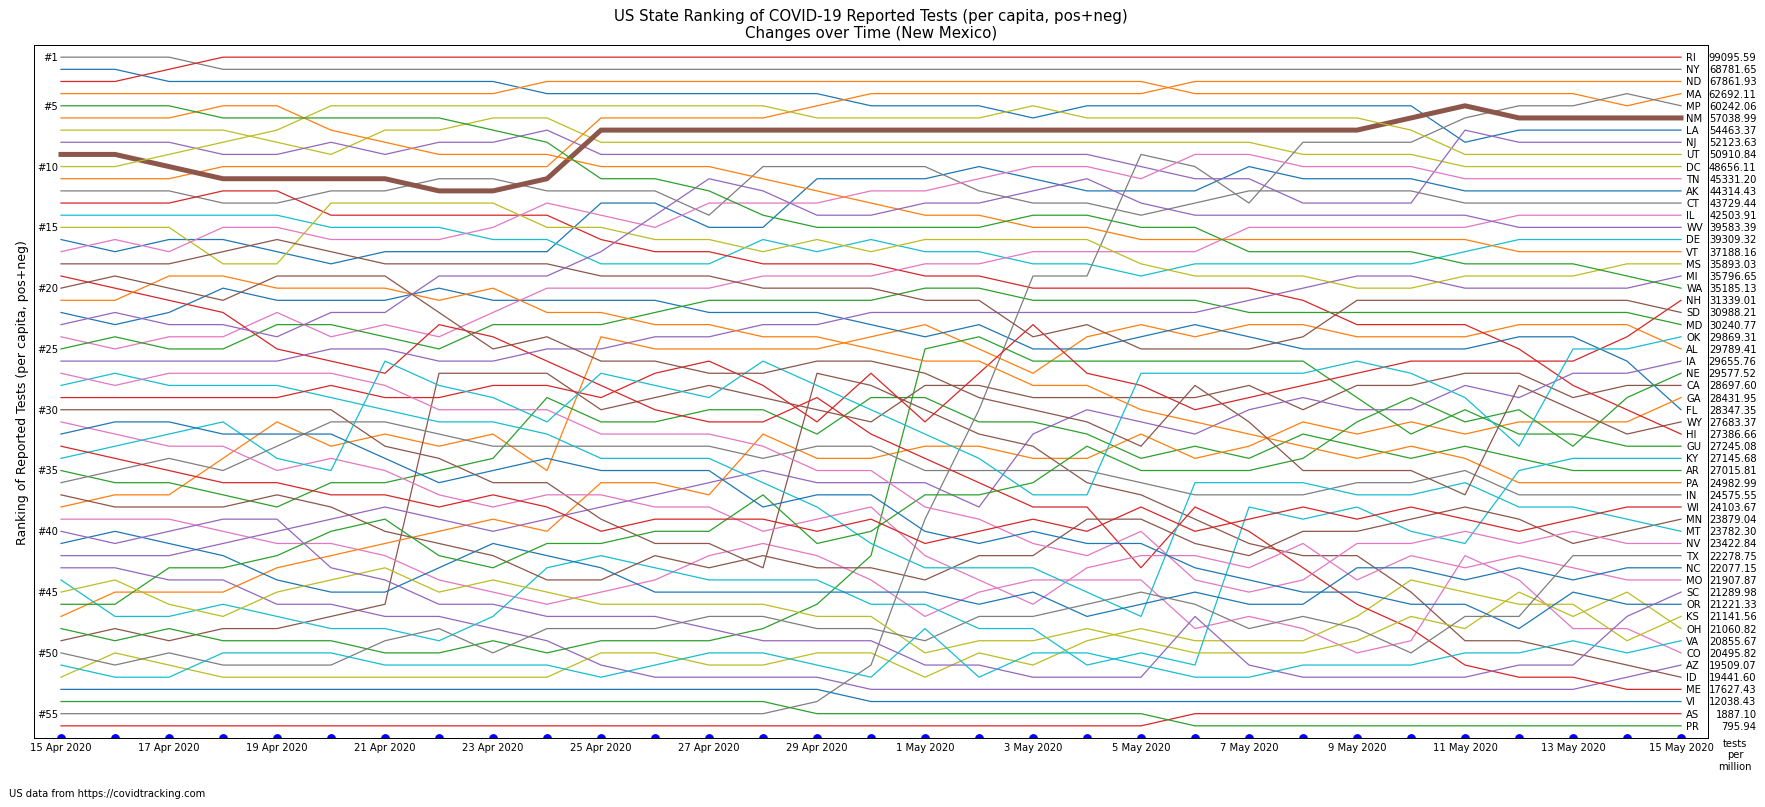 US State Ranking of COVID-19 Reported Tests (per capita, pos+neg)
Changes over Time (New Mexico)
Ranking of Reported Tests (per capita, pos+neg)
#1
#5
#10
#15
#20
#25
#30
#35
#40
#45
#50
#55
RI 99095.59
NY 68781.65
ND 67861.93
MA 62692.11
MP 60242.06
NM 57038.99
LA 54463.37
NJ 52123.63
UT 50910.84
DC 48656.11
TN 45331.20
AK 44314.43
CT 43729.44
IL 42503.91
WV 39583.39
DE 39309.32
VT 37188.16
MS 35893.03
MI 35796.65
WA 35185.13
NH 31339.01
SD 30988.21
MD 30240.77
OK 29869.31
AL 29789.41
IA 29655.76
NE 29577.52
CA 28697.60
GA 28431.95
FL 28347.35
WY 27683.37
HI 27386.66
GU 27245.08
KY 27145.68
AR 27015.81
PA 24982.99
IN 24575.55
WI 24103.67
MN 23879.04
MT 23782.30
NV 23422.84
TX 22278.75
NC 22077.15
MO 21907.87
SC 21289.98
OR 21221.33
KS 21141.56
OH 21060.82
VA 20855.67
CO 20495.82
AZ 19509.07
ID 19441.60
ME 17627.43
VI 12038.43
AS 1887.10
PR 795.94
15 Apr 2020 17 Apr 2020 19 Apr 2020 21 Apr 2020 23 Apr 2020 25 Apr 2020 27 Apr 2020 29 Apr 2020 1 May 2020 3 May 2020 5 May 2020 7 May 2020 9 May 2020 11 May 2020 13 May 2020 15 May 2020
tests
per
million
US data from https://covidtracking.com